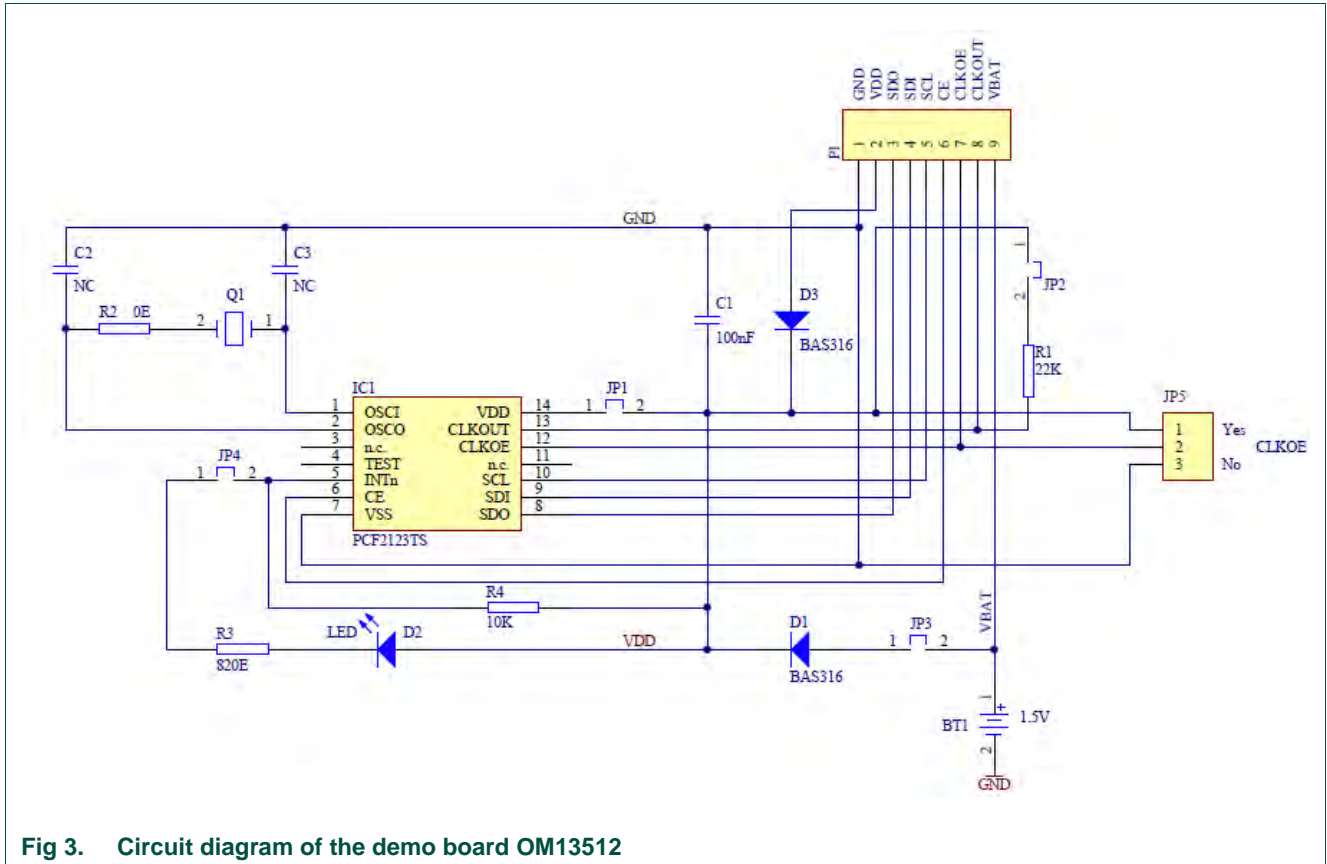 GND
VDD
SDO
SDI
SCL
CE
CLKOE
CLKOUT
VBAT
P1
1 2 3 4 5 6 7 8 9
GND
C2
NC
C3
NC
R2 0E
Q1
2 1
C1
100nF
D3
BAS316
1
JP2
2
R1
22K
IC1
1 OSCI
2 OSCO
3 n.c.
4 TEST
5 INTn
6 CE
7 VSS
VDD 14
CLKOUT 13
CLKOE 12
n.c. 11
SCL 10
SDI 9
SDO 8
PCF2123TS
JP1
1 2
JP4
1 2
JP5
1 Yes
2 CLKOE
3 No
R4
10K
R3
820E
LED D2
VDD
D1
BAS316
JP3
1 2
VBAT
1
+
BT1 1.5V
2
GND
Fig 3. Circuit diagram of the demo board OM13512